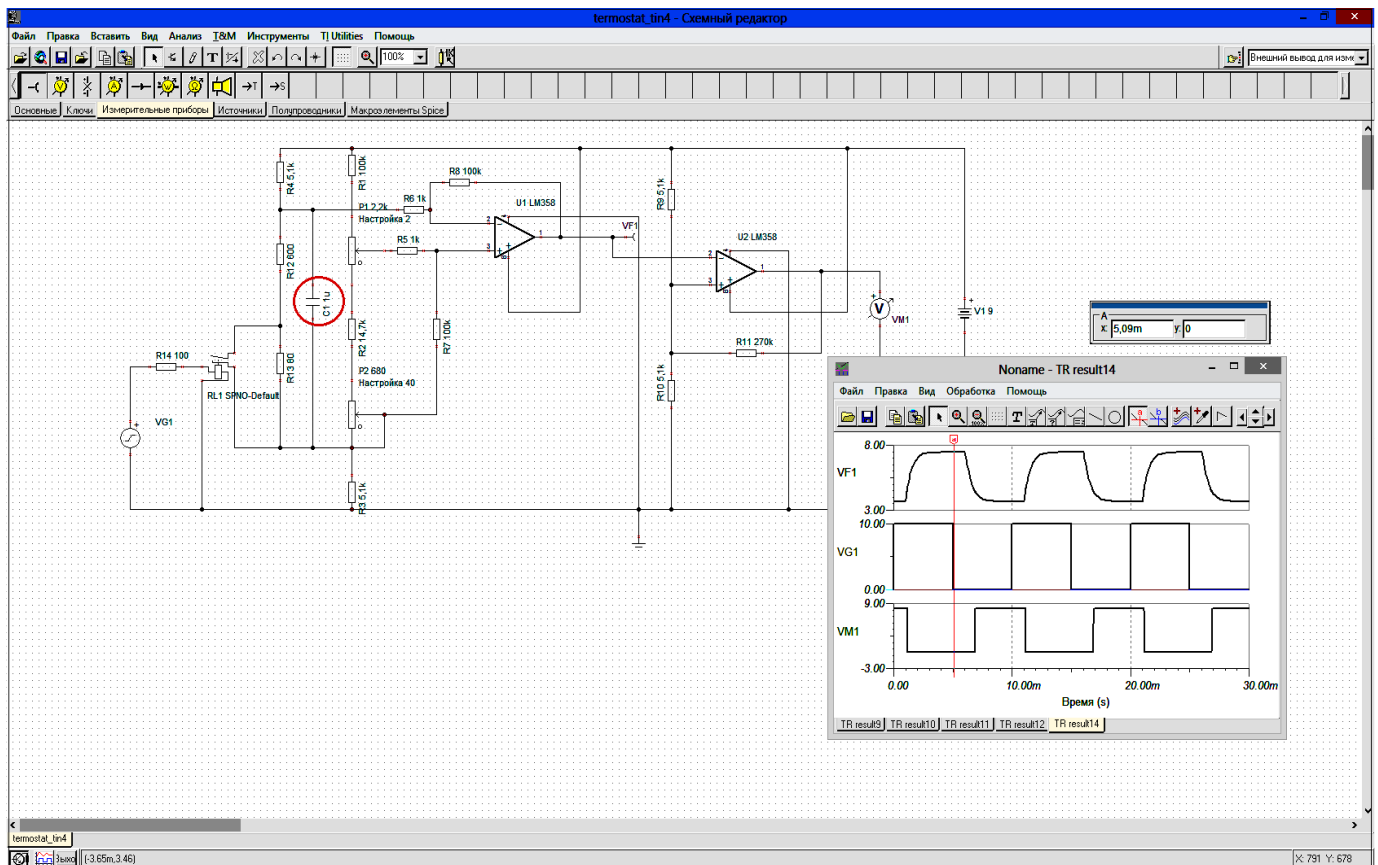 termostat_tin4 - Схемный редактор
Файл Правка Вставить Вид Анализ T&M Инструменты TI Utilities Помощь
100%
Внешний вывод для изме
Основные Ключи Измерительные приборы Источники Полупроводники Макроэлементы Spice
R4 5,1k
R1 100k
R8 100k
P1 2,2k
Настройка 2
R6 1k
U1 LM358
R9 5,1k
VF1
R5 1k
U2 LM358
R12 600
C1 1u
R2 14,7k
R7 100k
VM1
V1 9
R11 270k
R14 100
R13 80
P2 680
Настройка 40
R10 5,1k
RL1 SPNO-Default
VG1
R3 5,1k
A
x: 5,09m y: 0
Noname - TR result14
Файл Правка Вид Обработка Помощь
8.00
VF1
3.00
10.00
VG1
0.00
9.00
VM1
-3.00
0.00 10.00m 20.00m 30.00m
Время (s)
TR result9 TR result10 TR result11 TR result12 TR result14
termostat_tin4
Выхо (-3.65m,3.46) X: 791 Y: 678